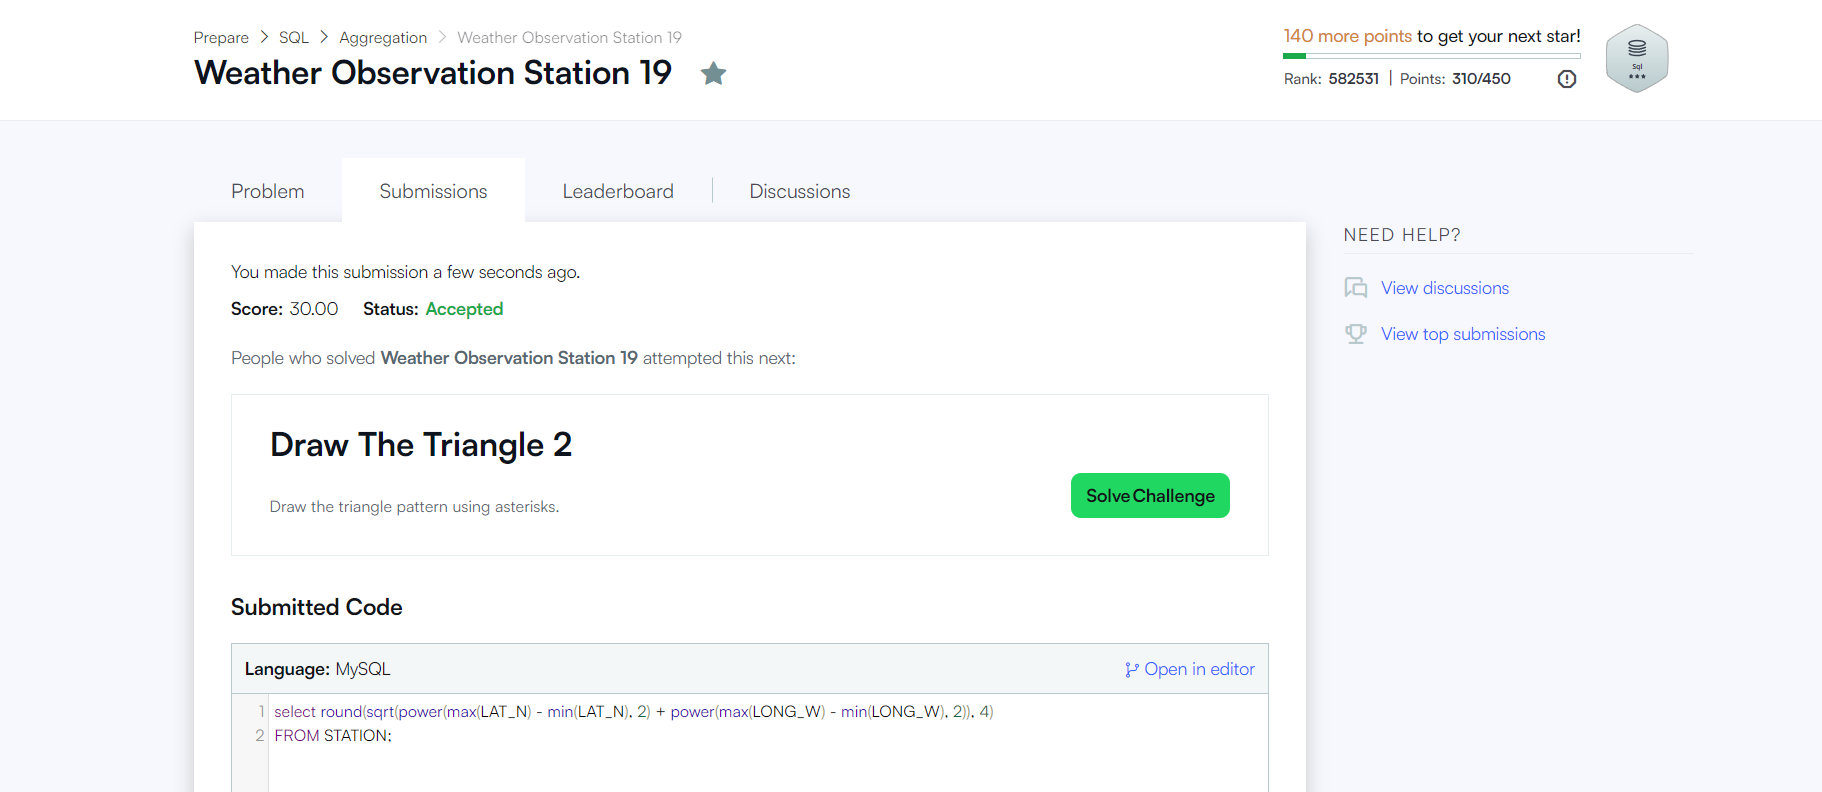 Prepare > SQL > Aggregation > Weather Observation Station 19
Weather Observation Station 19
140 more points to get your next star!
Rank: 582531 | Points: 310/450
Sql
Problem
Submissions
Leaderboard
Discussions
You made this submission a few seconds ago.
Score: 30.00 Status: Accepted
People who solved Weather Observation Station 19 attempted this next:
Draw The Triangle 2
Draw the triangle pattern using asterisks.
Solve Challenge
Submitted Code
Language: MySQL
Open in editor
1 select round(sqrt(power(max(LAT_N) - min(LAT_N), 2) + power(max(LONG_W) - min(LONG_W), 2)), 4)
2 FROM STATION;
NEED HELP?
View discussions
View top submissions